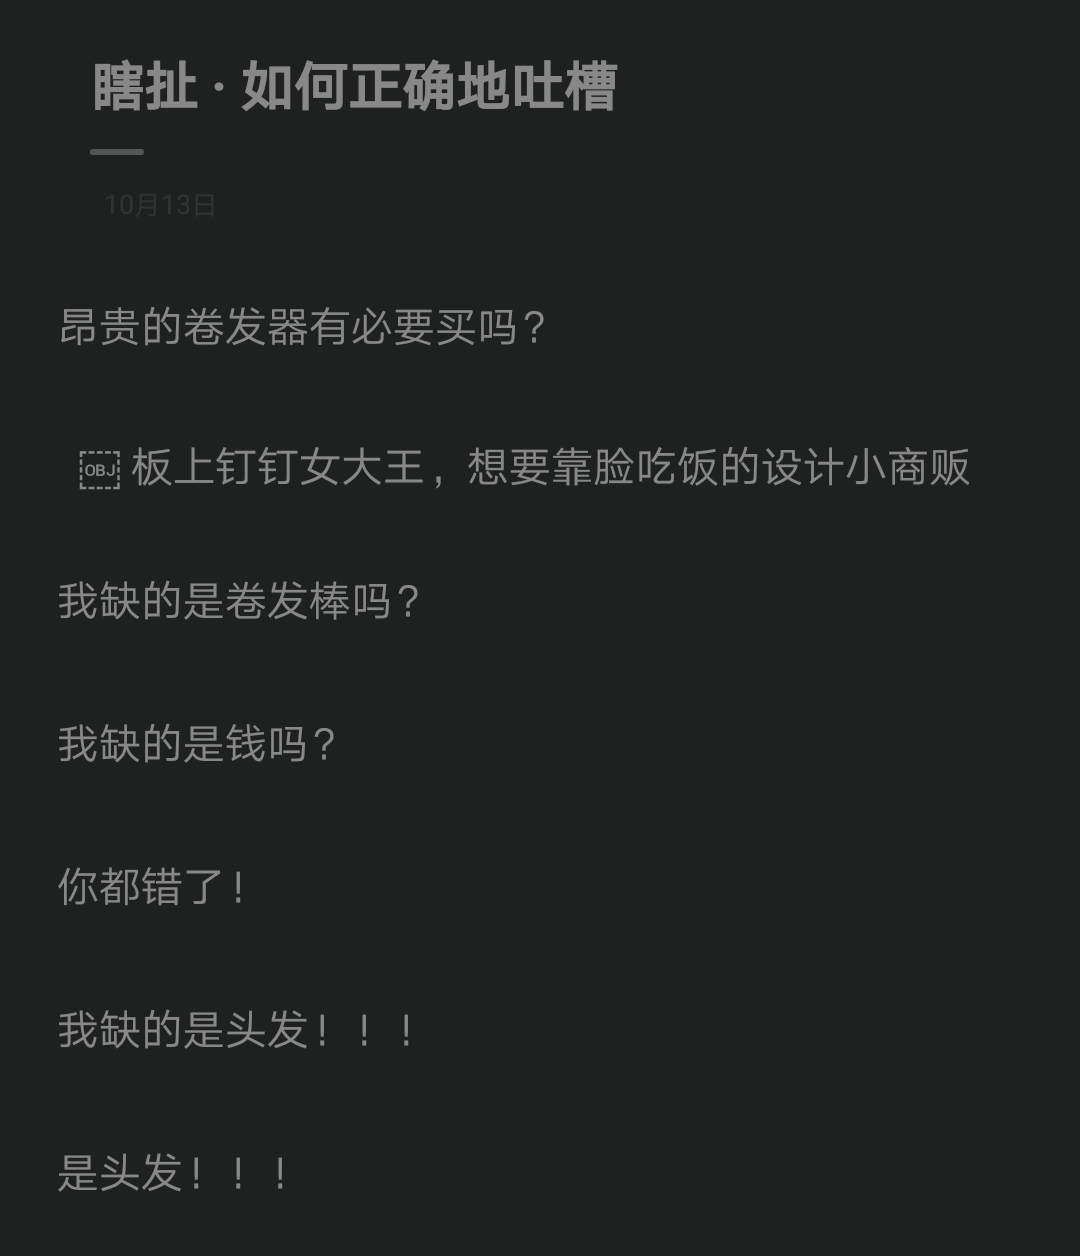 瞎扯 · 如何正确地吐槽
10月13日
昂贵的卷发器有必要买吗？
板上钉钉女大王，想要靠脸吃饭的设计小商贩
我缺的是卷发棒吗？
我缺的是钱吗？
你都错了！
我缺的是头发！！！
是头发！！！